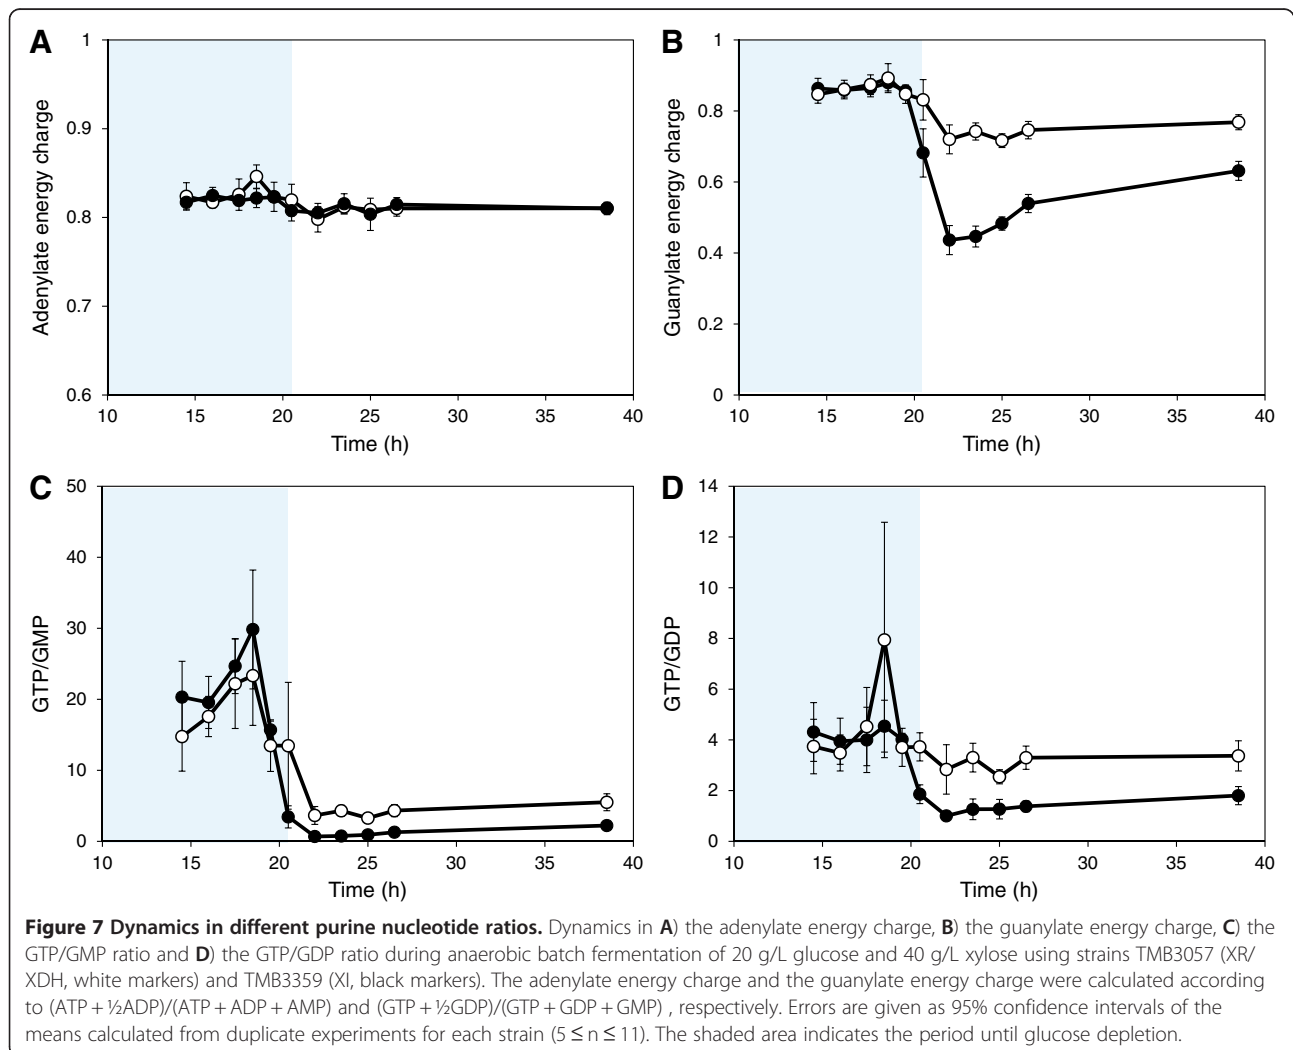 A
1
0.9
0.8
0.7
0.6
Adenylate energy charge
10 15 20 25 30 35 40
Time (h)
B
1
0.8
0.6
0.4
0.2
0
Guanylate energy charge
10 15 20 25 30 35 40
Time (h)
C
50
40
30
20
10
0
GTP/GMP
10 15 20 25 30 35 40
Time (h)
D
14
12
10
8
6
4
2
0
GTP/GDP
10 15 20 25 30 35 40
Time (h)
Figure 7 Dynamics in different purine nucleotide ratios. Dynamics in A) the adenylate energy charge, B) the guanylate energy charge, C) the
GTP/GMP ratio and D) the GTP/GDP ratio during anaerobic batch fermentation of 20 g/L glucose and 40 g/L xylose using strains TMB3057 (XR/
XDH, white markers) and TMB3359 (XI, black markers). The adenylate energy charge and the guanylate energy charge were calculated according
to (ATP + ½ADP)/(ATP + ADP + AMP) and (GTP + ½GDP)/(GTP + GDP + GMP) , respectively. Errors are given as 95% confidence intervals of the
means calculated from duplicate experiments for each strain (5 ≤ n ≤ 11). The shaded area indicates the period until glucose depletion.